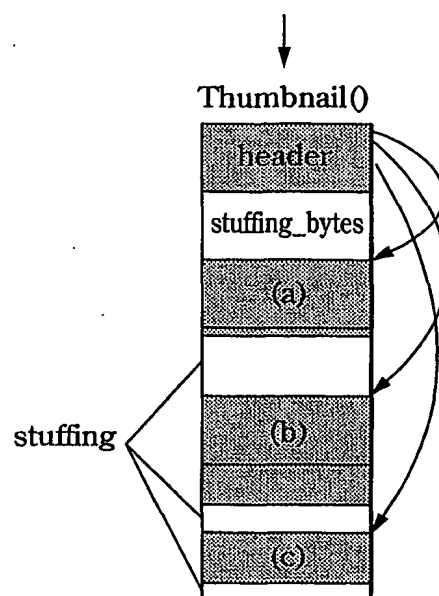 Thumbnail()
header
stuffing_bytes
(a)
(b)
stuffing
(c)